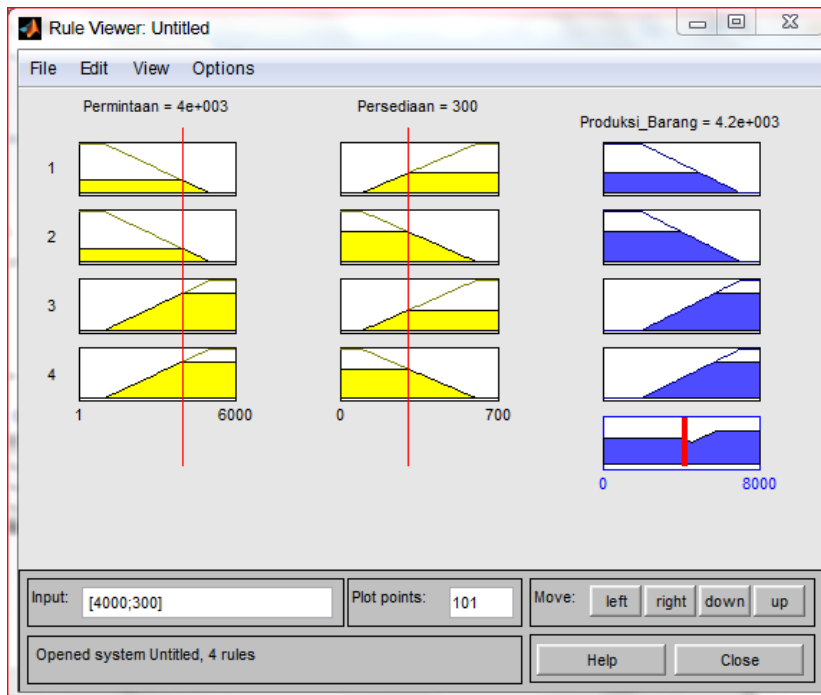 Rule Viewer: Untitled
File Edit View Options
Permintaan = 4e+003
Persediaan = 300
Produksi_Barang = 4.2e+003
1
2
3
4
1 6000
0 700
0 8000
Input: [4000;300]
Plot points: 101
Move: left right down up
Opened system Untitled, 4 rules
Help Close